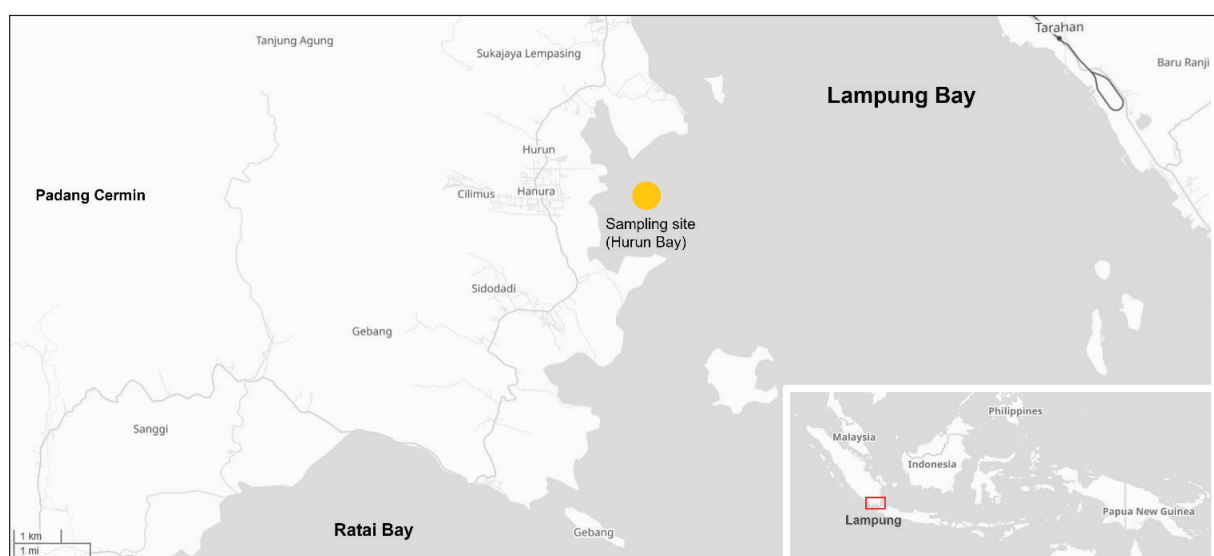 Tarahan
Tanjung Agung
Sukajaya Lempasing
Baru Ranji
Lampung Bay
Hurun
Padang Cermin
Cilimus
Hanura
Sampling site
(Hurun Bay)
Sidodadi
Gebang
Sanggi
Ratai Bay
Gebang
1 km
1 mi
Philippines
Malaysia
Indonesia
Papua New Guinea
Lampung